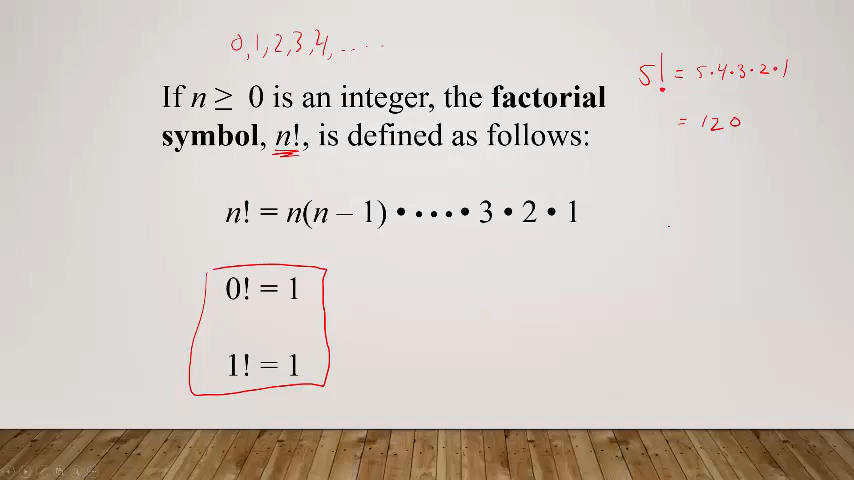 0, 1, 2, 3, 4, .. . . .
If n ≥ 0 is an integer, the factorial
symbol, n!, is defined as follows:
5! = 5 • 4 • 3 • 2 • 1
= 120
n! = n(n – 1) • • • • • • 3 • 2 • 1
0! = 1
1! = 1